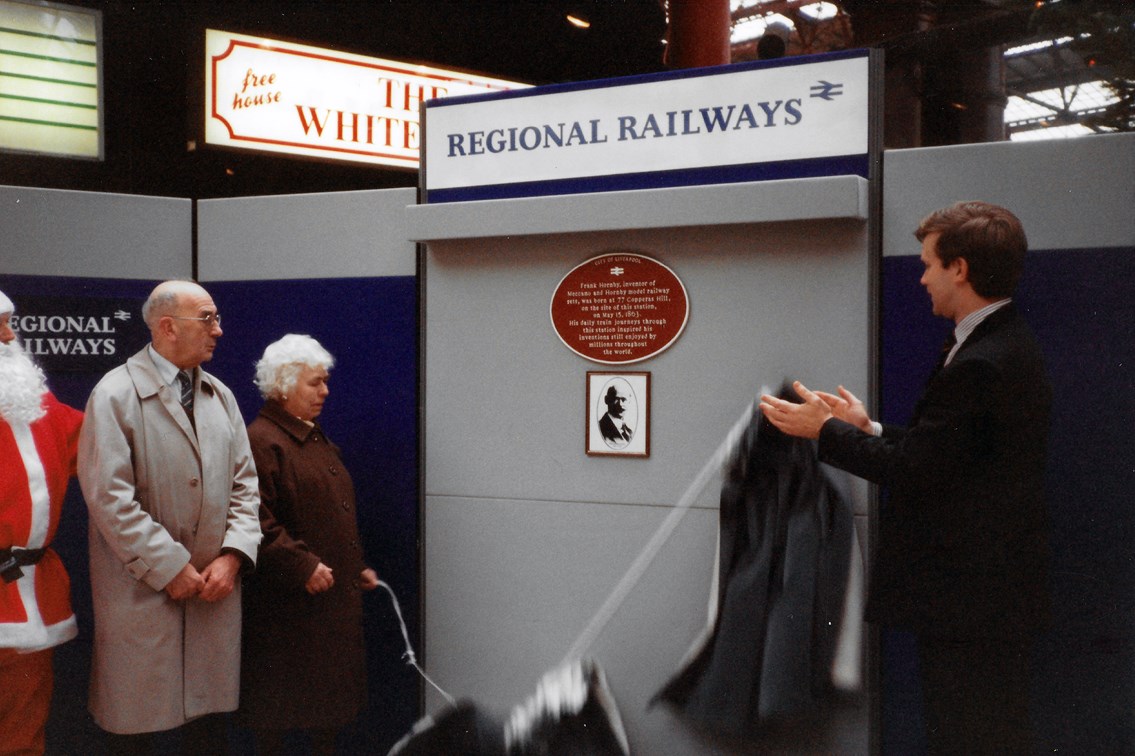 free
house
THE
WHITE
REGIONAL RAILWAYS
EGIONAL
AILWAYS
CITY OF LIVERPOOL
Frank Hornby, inventor of
Meccano and Hornby model railway
sets, was born at 77 Copperas Hill,
on the site of this station,
on May 15, 1863.
His daily train journeys through
this station inspired his
inventions still enjoyed by
millions throughout
the world.